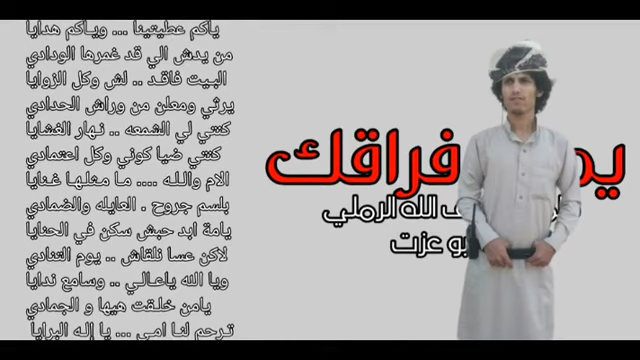 ياكم عطيتينا ... وياكم هدايا
من يدش الي قد غمرها الودادي
البيت فاقد .. لش وكل الزوايا
يرثي ومعلن من وراش الحدادي
كنتي لي الشمعه .. نهار الفشايا
كنتي ضيا كوني وكل اعتمادي
الام والله .... ما مثلها غنايا
بلسم جروح . العايله والضمادي
يامة ابد حبش سكن في الحنايا
لاكن عسا نلقاش .. يوم التنادي
ويا الله ياعالي .. وسامع ندايا
يامن خلقت هيها و الجمادي
ترحم لنا امي ... يا إله البرايا
فراقك
الله الرملي
عزت